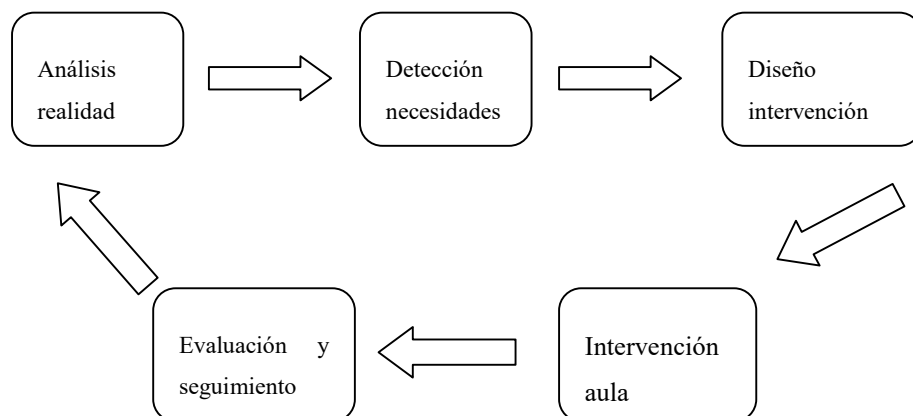 Análisis
realidad
Detección
necesidades
Diseño
intervención
Evaluación y
seguimiento
Intervención
aula